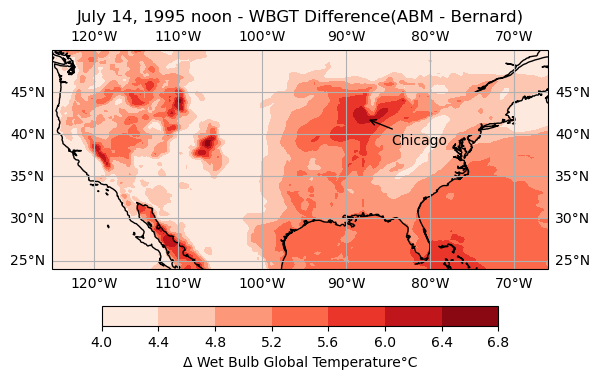 July 14, 1995 noon - WBGT Difference(ABM - Bernard)
120°W 110°W 100°W 90°W 80°W 70°W
45°N 45°N
40°N 40°N
Chicago
35°N 35°N
30°N 30°N
25°N 25°N
120°W 110°W 100°W 90°W 80°W 70°W
4.0 4.4 4.8 5.2 5.6 6.0 6.4 6.8
Δ Wet Bulb Global Temperature°C